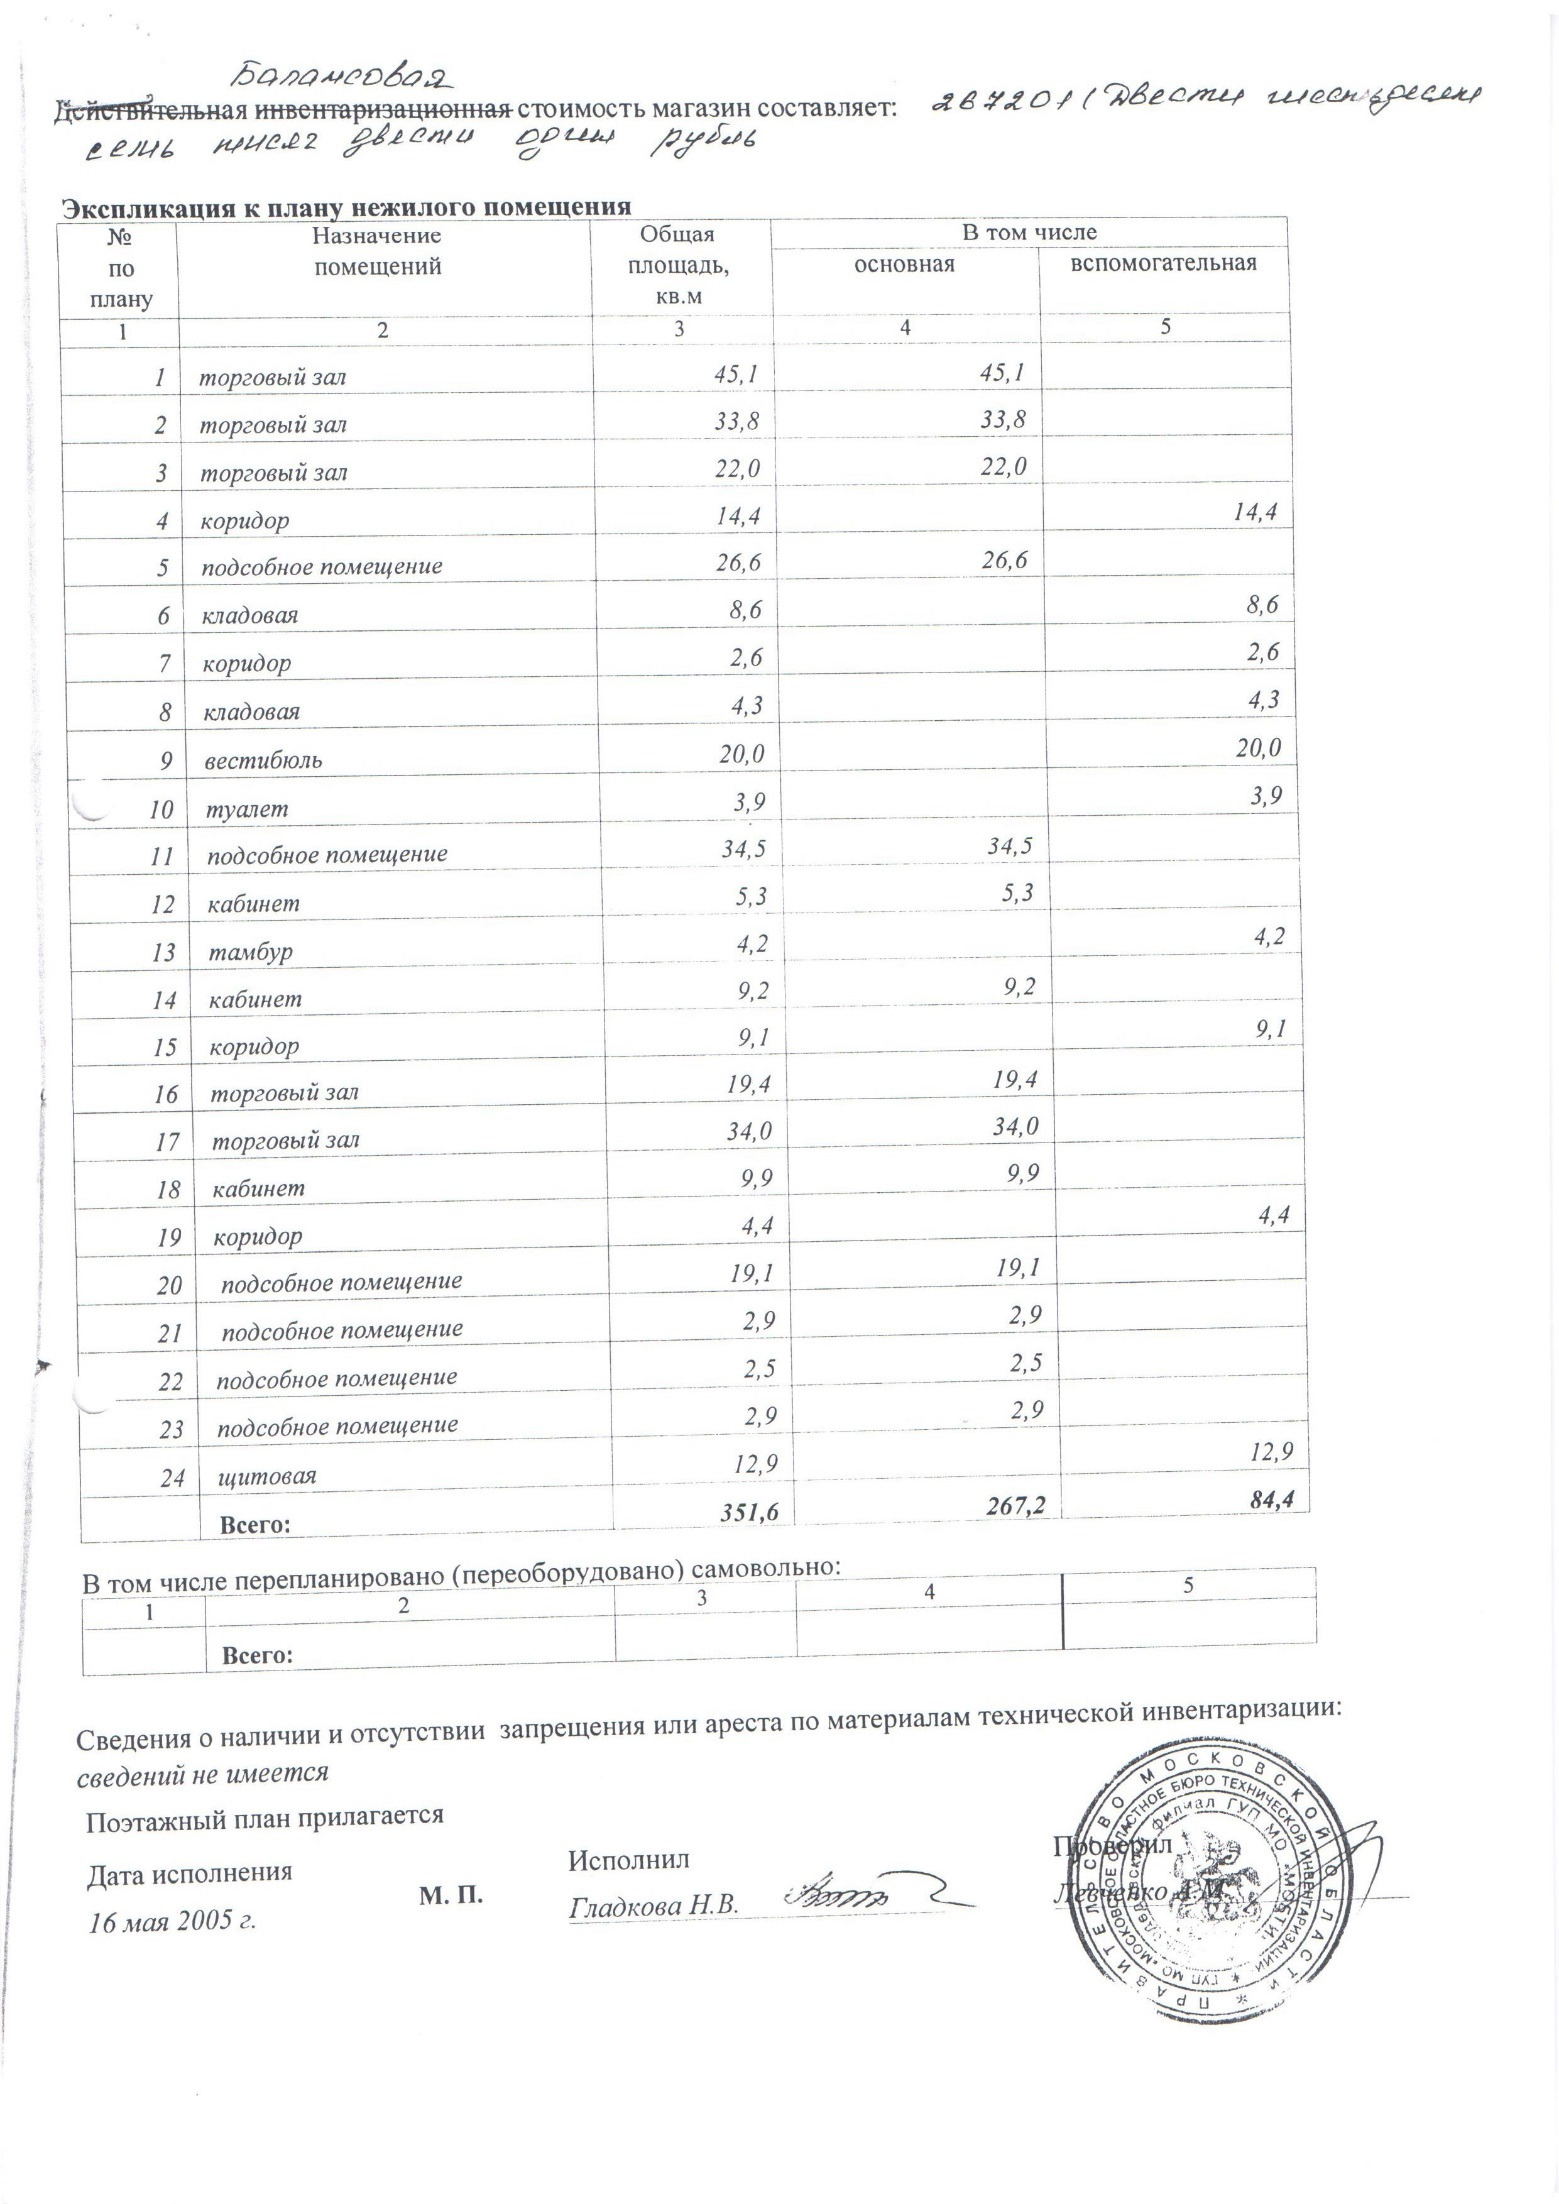 Балансовая
Действительная инвентаризационная стоимость магазин составляет: 267201 (Двести шестьдесят
семь тысяч двести один рубль
Экспликация к плану нежилого помещения
№ по плану Назначение помещений Общая площадь, кв.м В том числе
основная вспомогательная
1 2 3 4 5
1 торговый зал 45,1 45,1
2 торговый зал 33,8 33,8
3 торговый зал 22,0 22,0
4 коридор 14,4 14,4
5 подсобное помещение 26,6 26,6
6 кладовая 8,6 8,6
7 коридор 2,6 2,6
8 кладовая 4,3 4,3
9 вестибюль 20,0 20,0
10 туалет 3,9 3,9
11 подсобное помещение 34,5 34,5
12 кабинет 5,3 5,3
13 тамбур 4,2 4,2
14 кабинет 9,2 9,2
15 коридор 9,1 9,1
16 торговый зал 19,4 19,4
17 торговый зал 34,0 34,0
18 кабинет 9,9 9,9
19 коридор 4,4 4,4
20 подсобное помещение 19,1 19,1
21 подсобное помещение 2,9 2,9
22 подсобное помещение 2,5 2,5
23 подсобное помещение 2,9 2,9
24 щитовая 12,9 12,9
Всего: 351,6 267,2 84,4
В том числе перепланировано (переоборудовано) самовольно:
1 2 3 4 5
Всего:
Сведения о наличии и отсутствии запрещения или ареста по материалам технической инвентаризации:
сведений не имеется
Поэтажный план прилагается
Дата исполнения
16 мая 2005 г.
М. П.
Исполнил
Гладкова Н.В.
Проверил
Левченко
ПРАВИТЕЛЬСТВО МОСКОВСКОЙ ОБЛАСТИ
ГУП МО «МОСКОВСКОЕ ОБЛАСТНОЕ БЮРО ТЕХНИЧЕСКОЙ ИНВЕНТАРИЗАЦИИ»
филиал ГУП МО «МОБТИ»